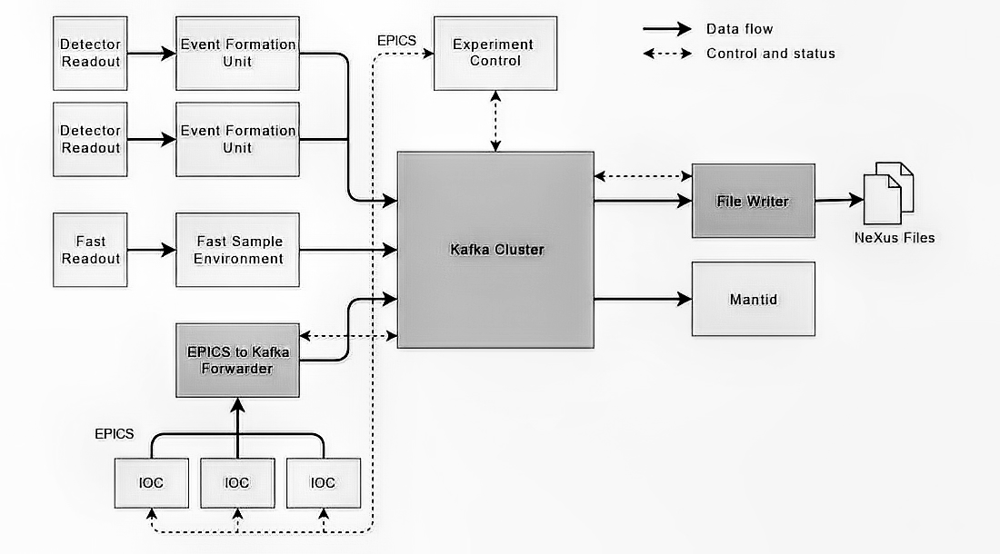 Detector
Readout
Event Formation
Unit
EPICS
Experiment
Control
Data flow
Control and status
Detector
Readout
Event Formation
Unit
File Writer
NeXus Files
Fast
Readout
Fast Sample
Environment
Kafka Cluster
Mantid
EPICS to Kafka
Forwarder
EPICS
IOC
IOC
IOC